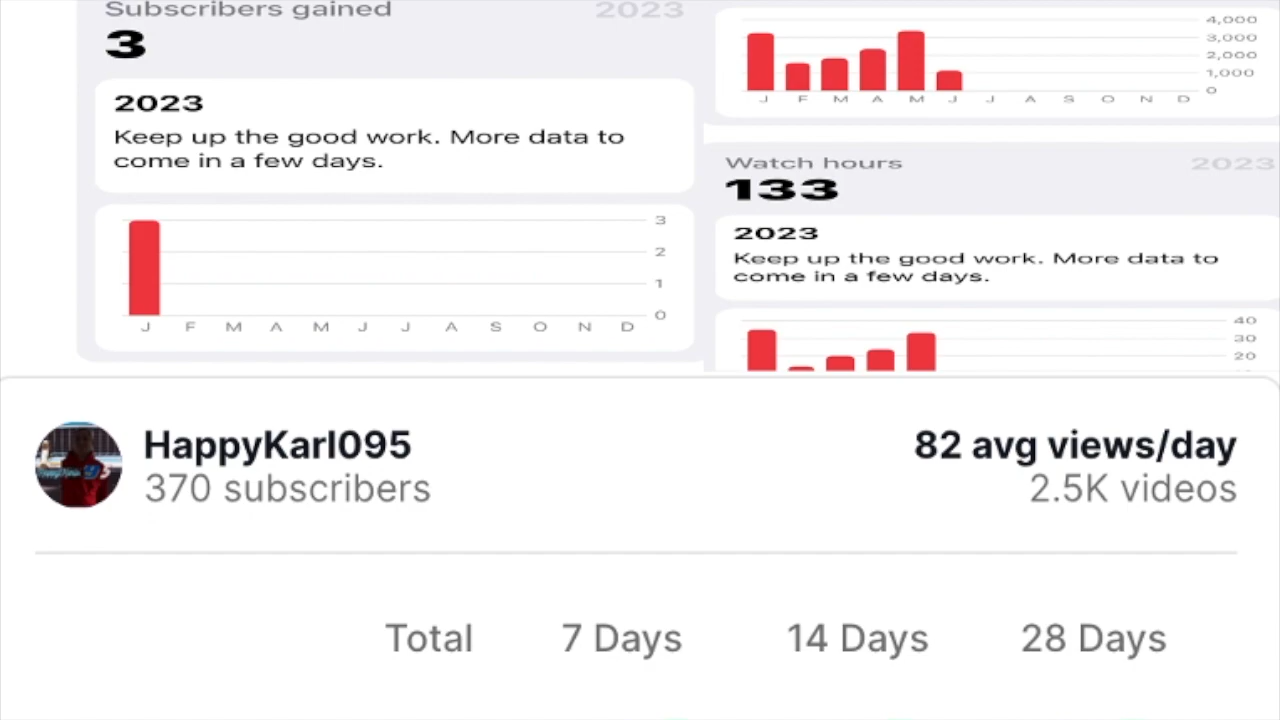 Subscribers gained
2023
3
2023
Keep up the good work. More data to
come in a few days.
3
2
1
0
J F M A M J J A S O N D
4,000
3,000
2,000
1,000
0
J F M A M J J A S O N D
Watch hours
2023
133
2023
Keep up the good work. More data to
come in a few days.
40
30
20
HappyKarl095
82 avg views/day
370 subscribers
2.5K videos
Total 7 Days 14 Days 28 Days